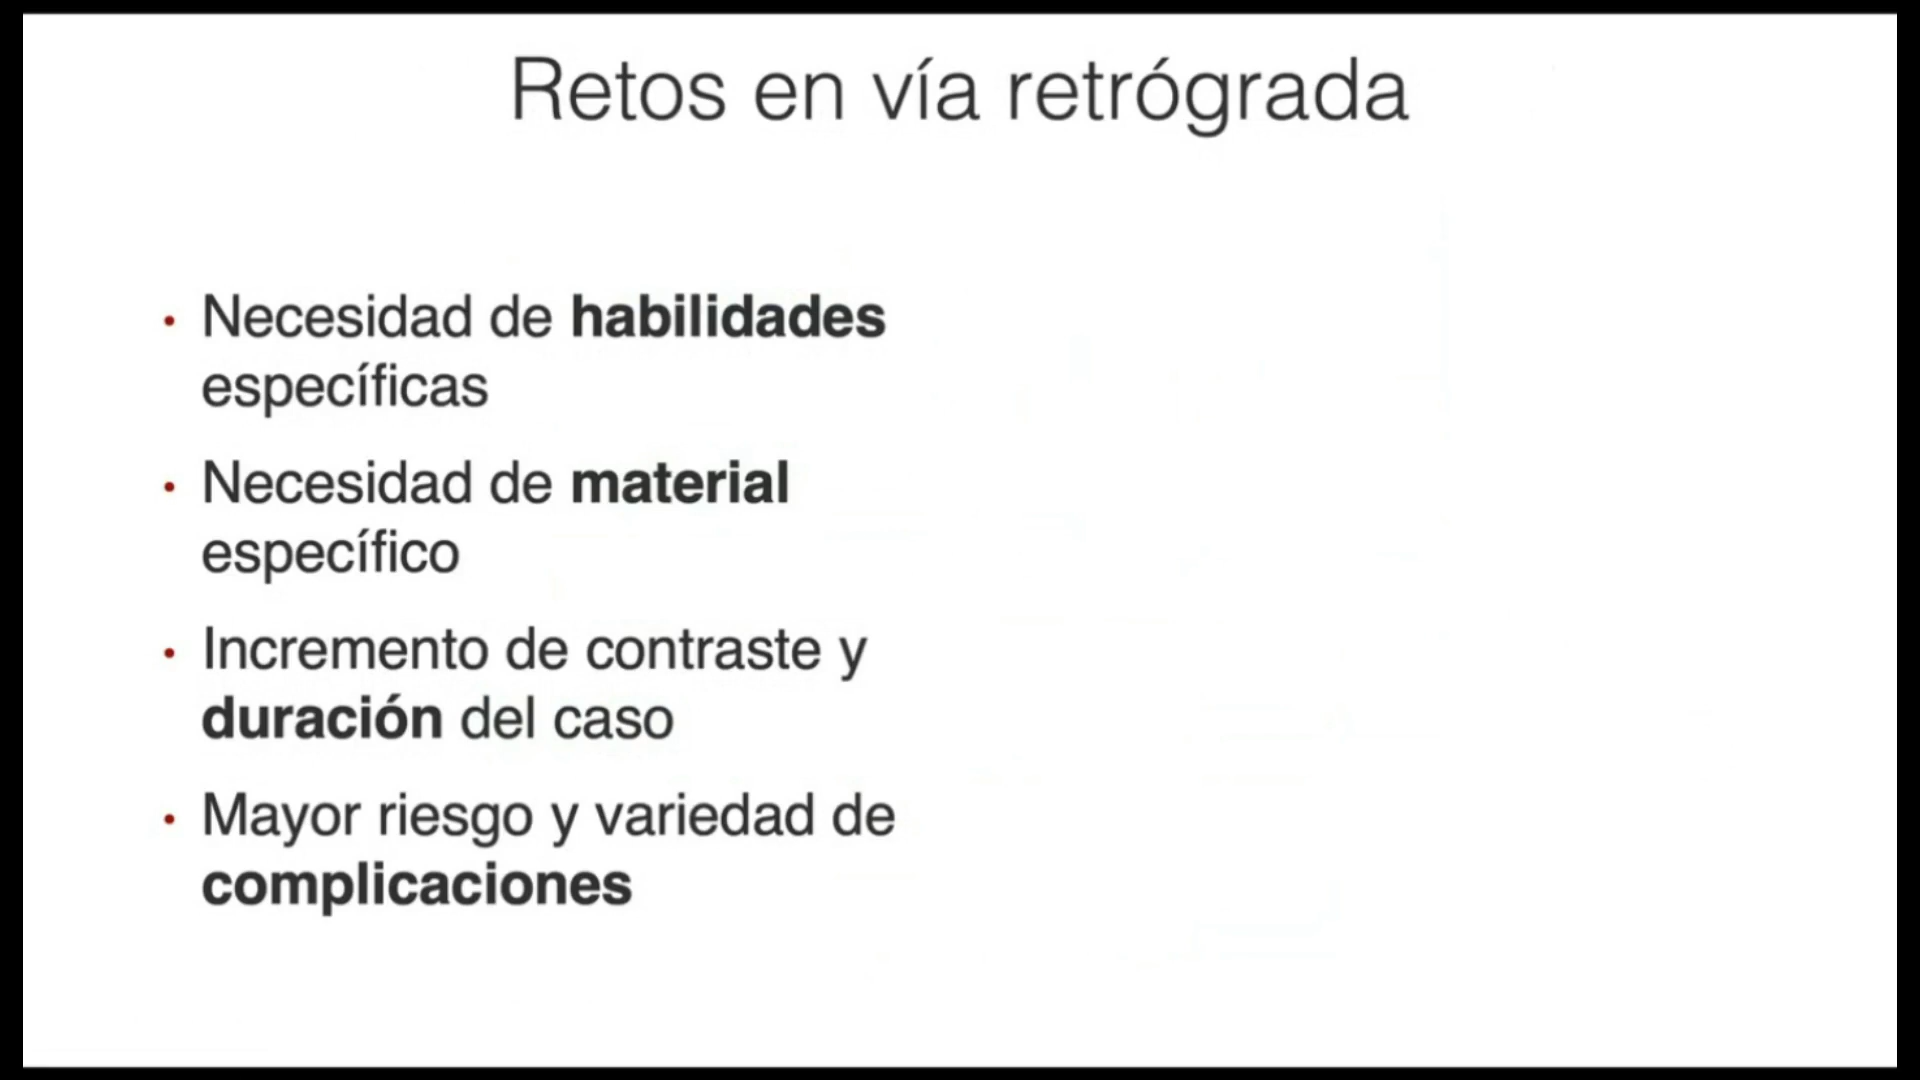 Retos en vía retrógrada
• Necesidad de habilidades
específicas
• Necesidad de material
específico
• Incremento de contraste y
duración del caso
• Mayor riesgo y variedad de
complicaciones